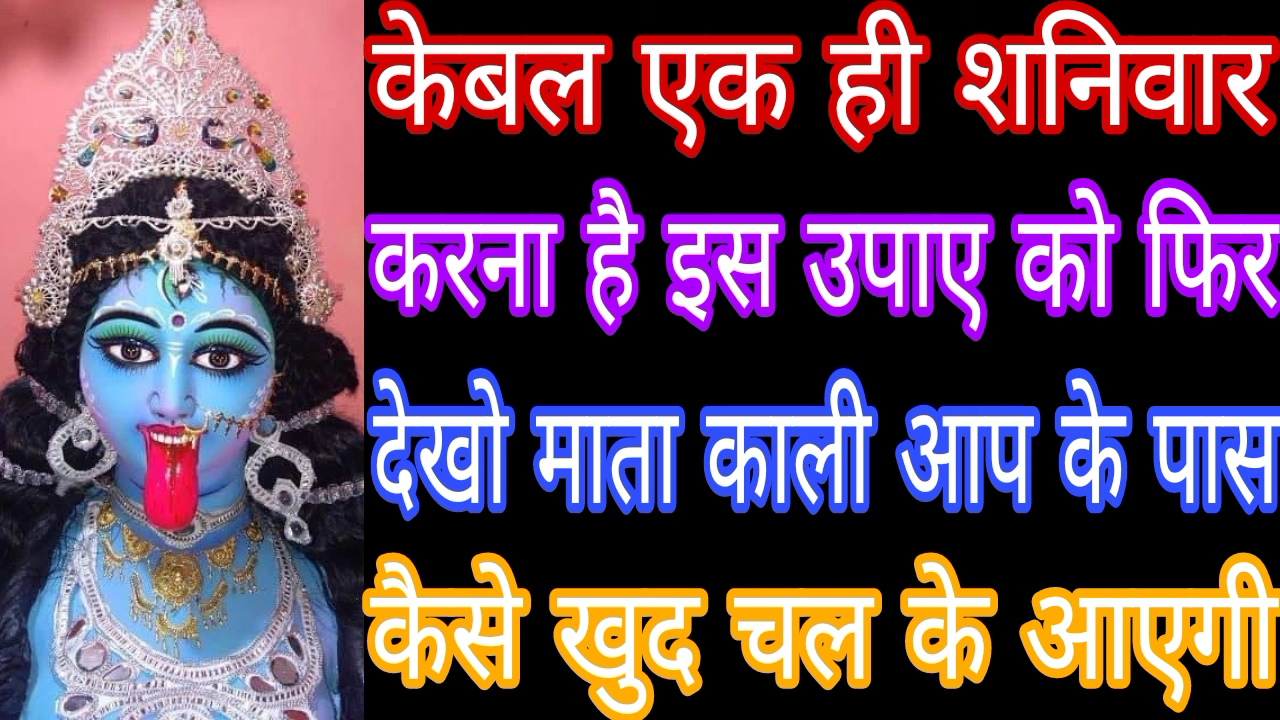 केबल एक ही शनिवार
करना है इस उपाए को फिर
देखो माता काली आप के पास
कैसे खुद चल के आएगी